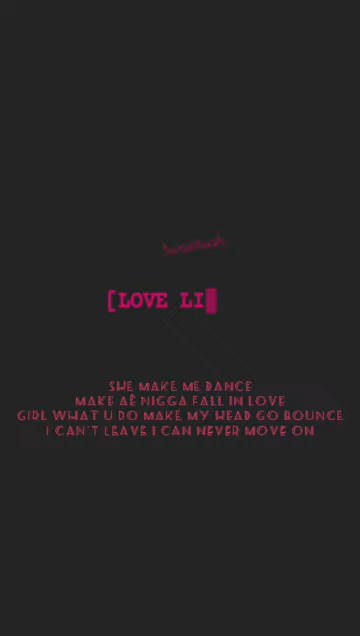 [LOVE LI
SHE MAKE ME DANCE
MAKE AÊ NIGGA FALL IN LOVE
GIRL WHAT U DO MAKE MY HEAD GO BOUNCE
I CAN'T LEAVE I CAN NEVER MOVE ON